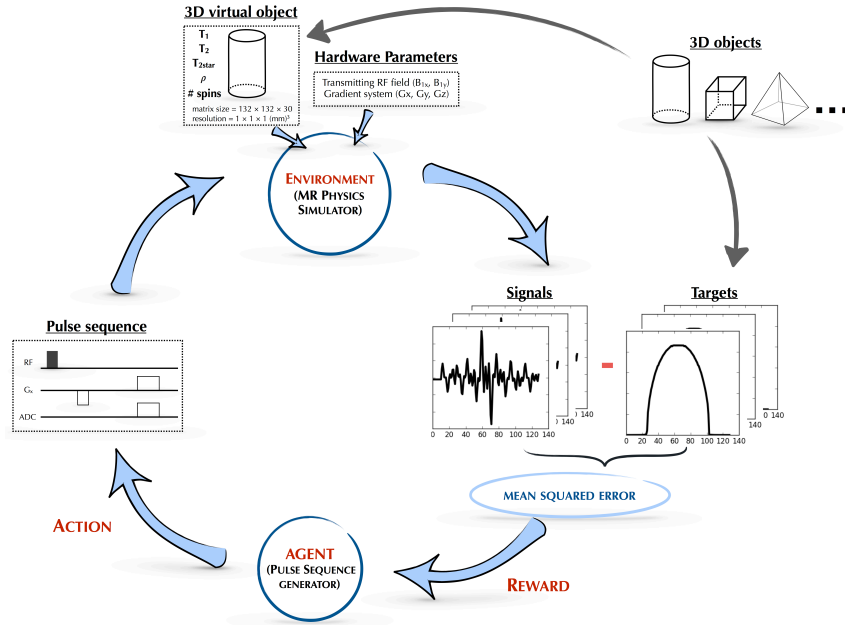 3D virtual object
T1
T2
T2star
ρ
# spins
matrix size = 132 × 132 × 30
resolution = 1 × 1 × 1 (mm)³
Hardware Parameters
Transmitting RF field (B1x, B1y)
Gradient system (Gx, Gy, Gz)
3D objects
...
ENVIRONMENT
(MR PHYSICS
SIMULATOR)
Pulse sequence
RF
Gx
ADC
Signals
0 20 40 60 80 100 120 140
0 140
0 140
Targets
0 20 40 60 80 100 120 140
140
140
MEAN SQUARED ERROR
ACTION
AGENT
(PULSE SEQUENCE
GENERATOR)
REWARD